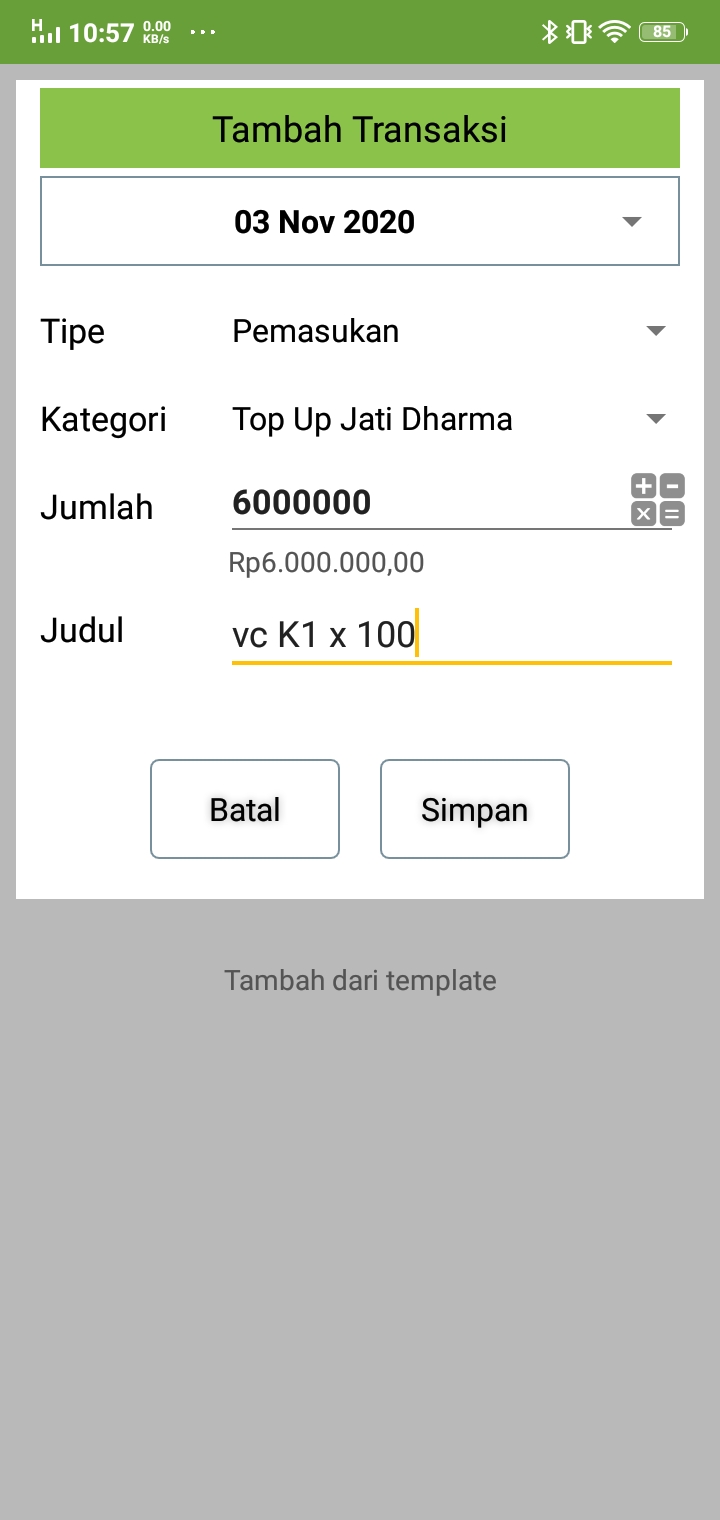 H 10:57 0.00 KB/s ... 85
Tambah Transaksi
03 Nov 2020
Tipe Pemasukan
Kategori Top Up Jati Dharma
Jumlah 6000000
Rp6.000.000,00
Judul vc K1 x 100
Batal Simpan
Tambah dari template